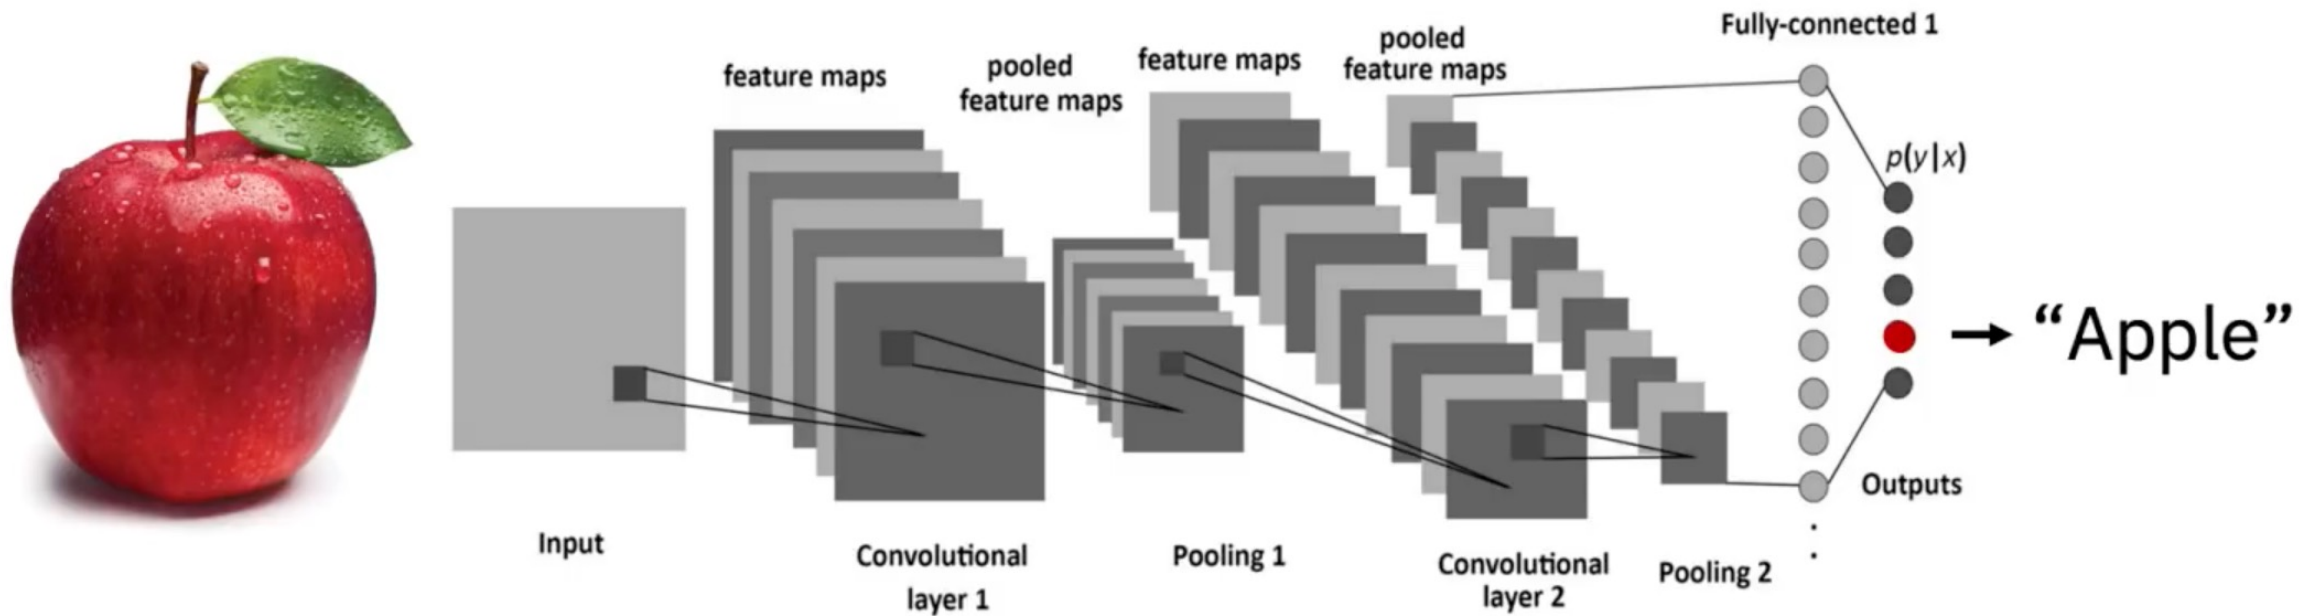 feature maps
pooled
feature maps
feature maps
pooled
feature maps
Fully-connected 1
p(y|x)
“Apple”
Outputs
Input
Convolutional
layer 1
Pooling 1
Convolutional
layer 2
Pooling 2